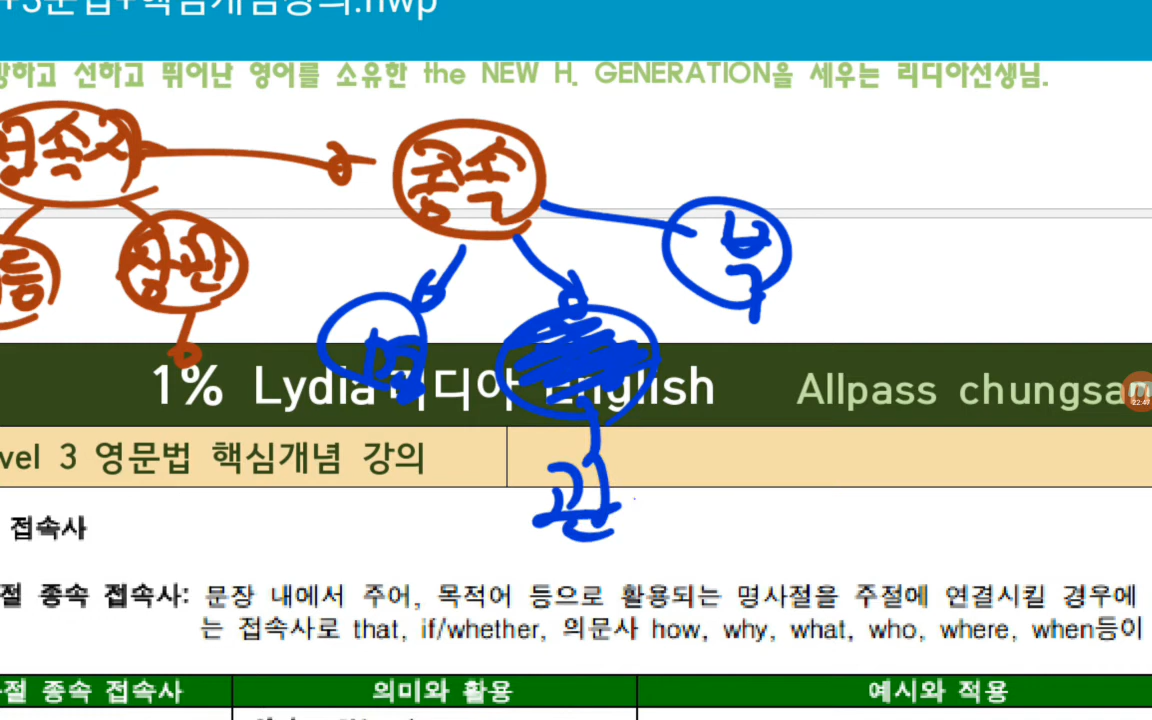 +3문법+핵심개념강의.hwp
하고 선하고 뛰어난 영어를 소유한 the NEW H. GENERATION을 세우는 리디아선생님.
접속사 종속
등 상관 부
명
1% Lydia 리디아 English Allpass chungsam
22:47
vel 3 영문법 핵심개념 강의
관
접속사
절 종속 접속사: 문장 내에서 주어, 목적어 등으로 활용되는 명사절을 주절에 연결시킬 경우에
는 접속사로 that, if/whether, 의문사 how, why, what, who, where, when등이
절 종속 접속사 의미와 활용 예시와 적용